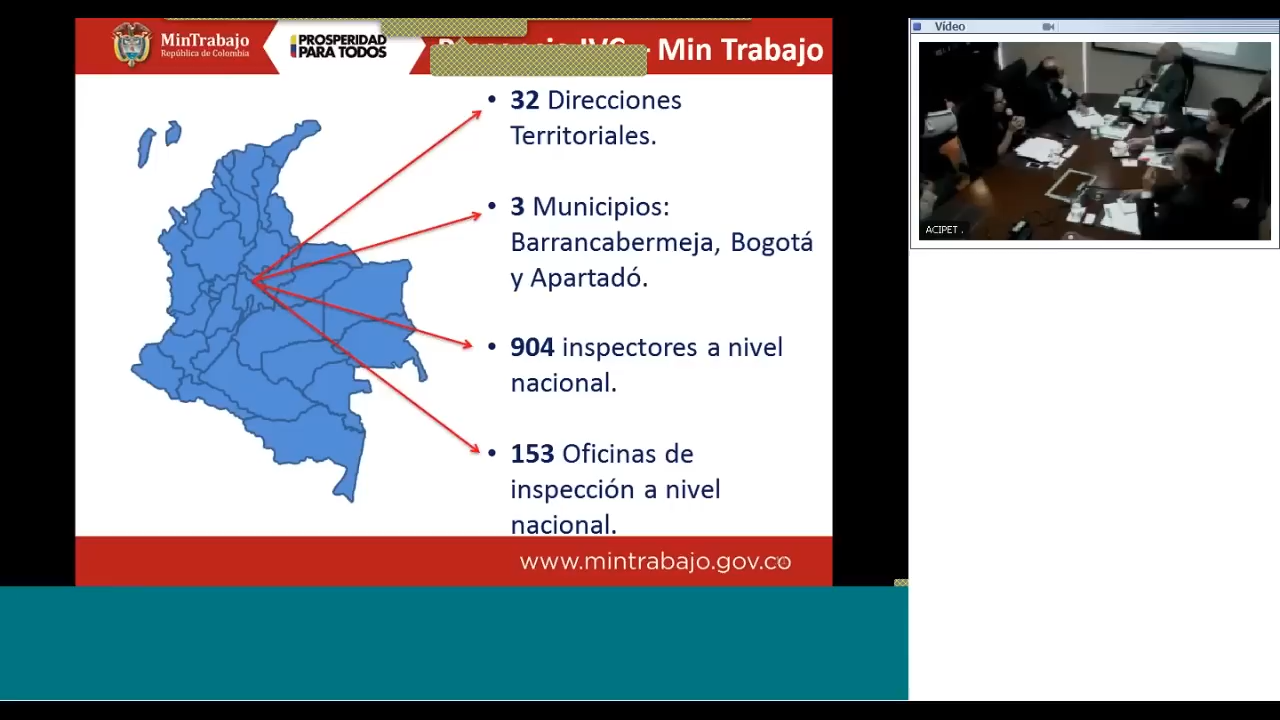 MinTrabajo
República de Colombia
PROSPERIDAD
PARA TODOS
- Min Trabajo
• 32 Direcciones
Territoriales.
• 3 Municipios:
Barrancabermeja, Bogotá
y Apartadó.
• 904 inspectores a nivel
nacional.
• 153 Oficinas de
inspección a nivel
nacional.
www.mintrabajo.gov.co
Vídeo
ACIPET .